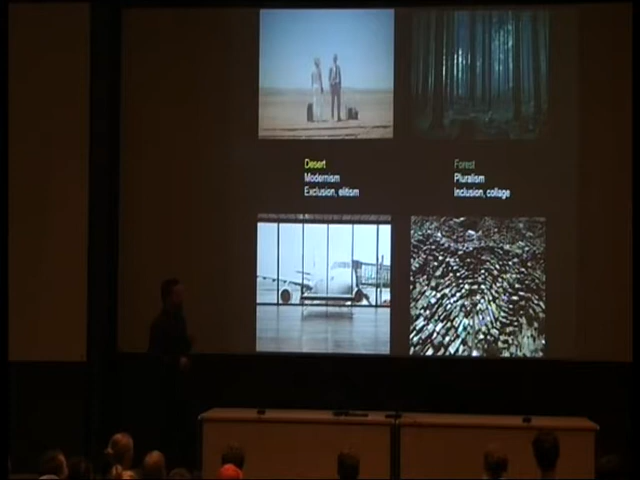 Desert
Modernism
Exclusion, elitism
Forest
Pluralism
Inclusion, collage